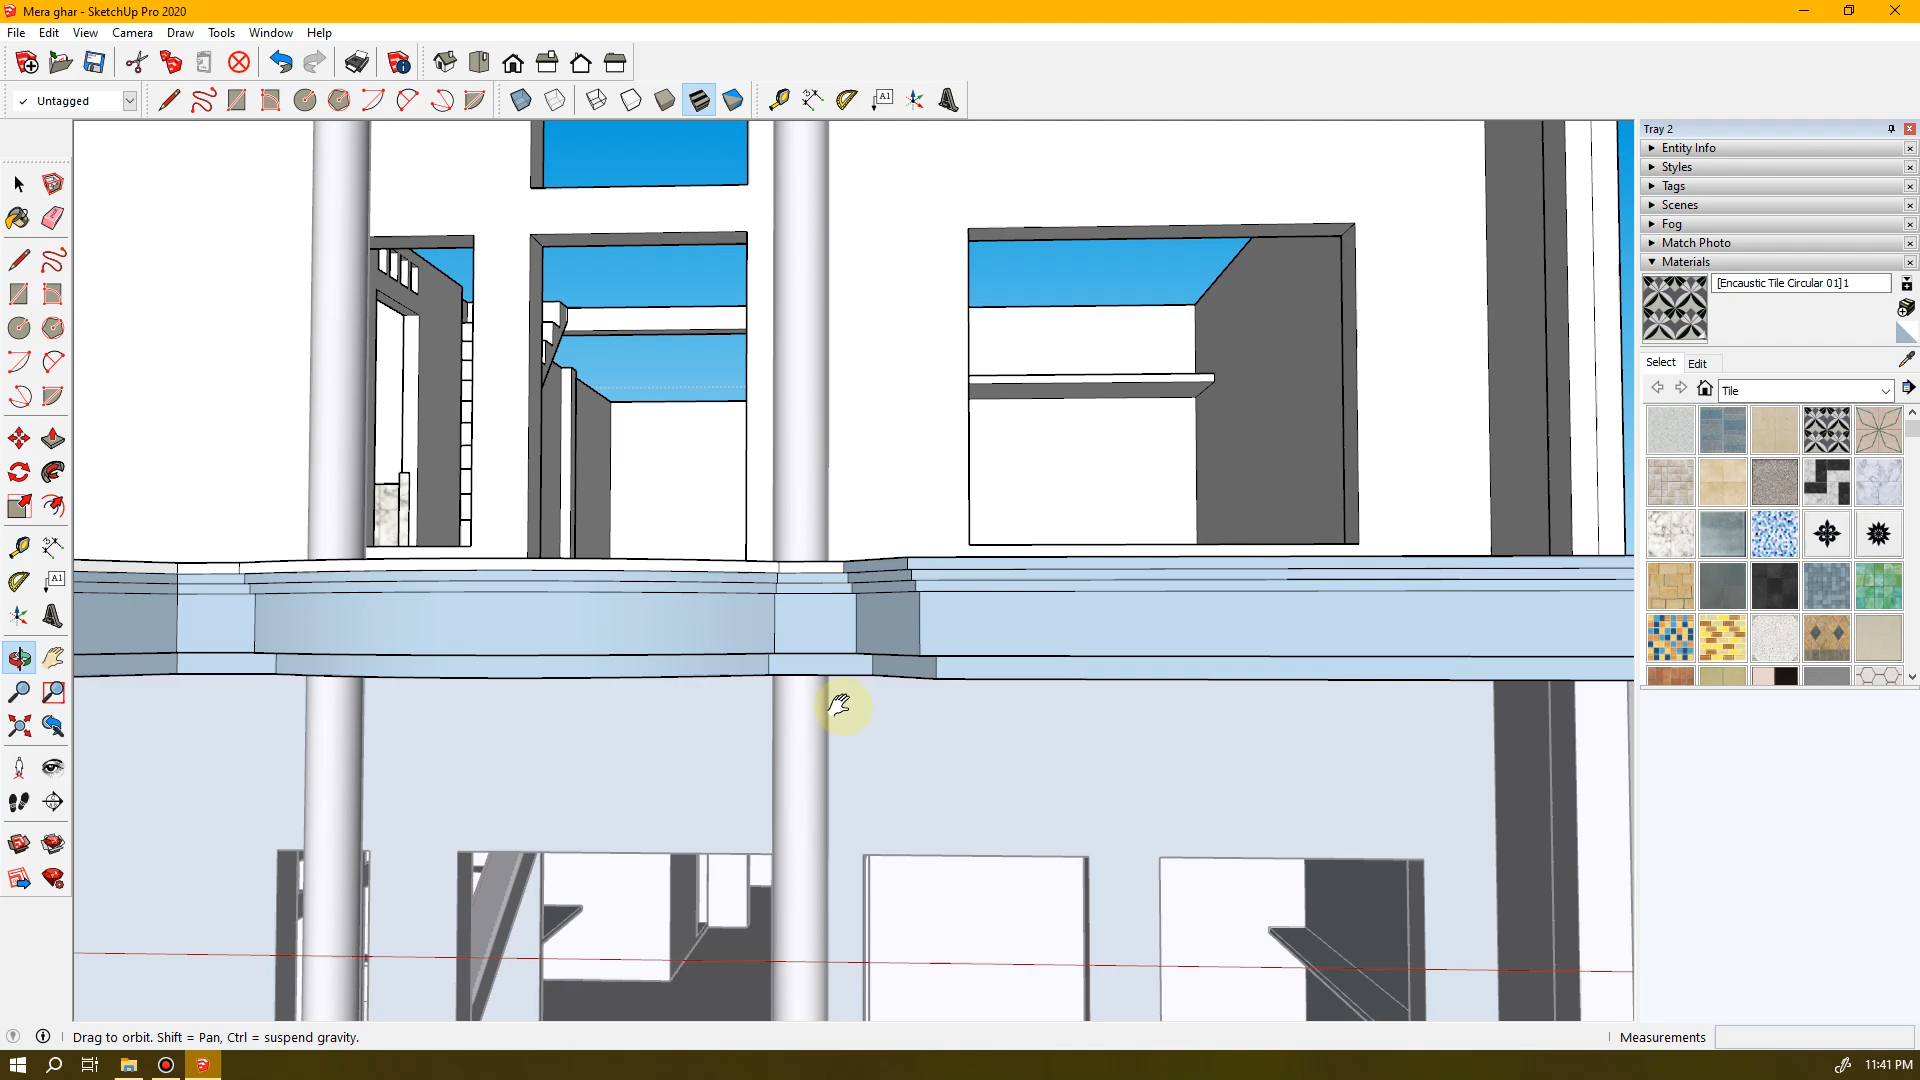 Mera ghar - SketchUp Pro 2020
File Edit View Camera Draw Tools Window Help
Untagged
A1
Tray 2
Entity Info
Styles
Tags
Scenes
Fog
Match Photo
Materials
[Encaustic Tile Circular 01]1
Select Edit
Tile
A1
Drag to orbit. Shift = Pan, Ctrl = suspend gravity.
Measurements
11:41 PM